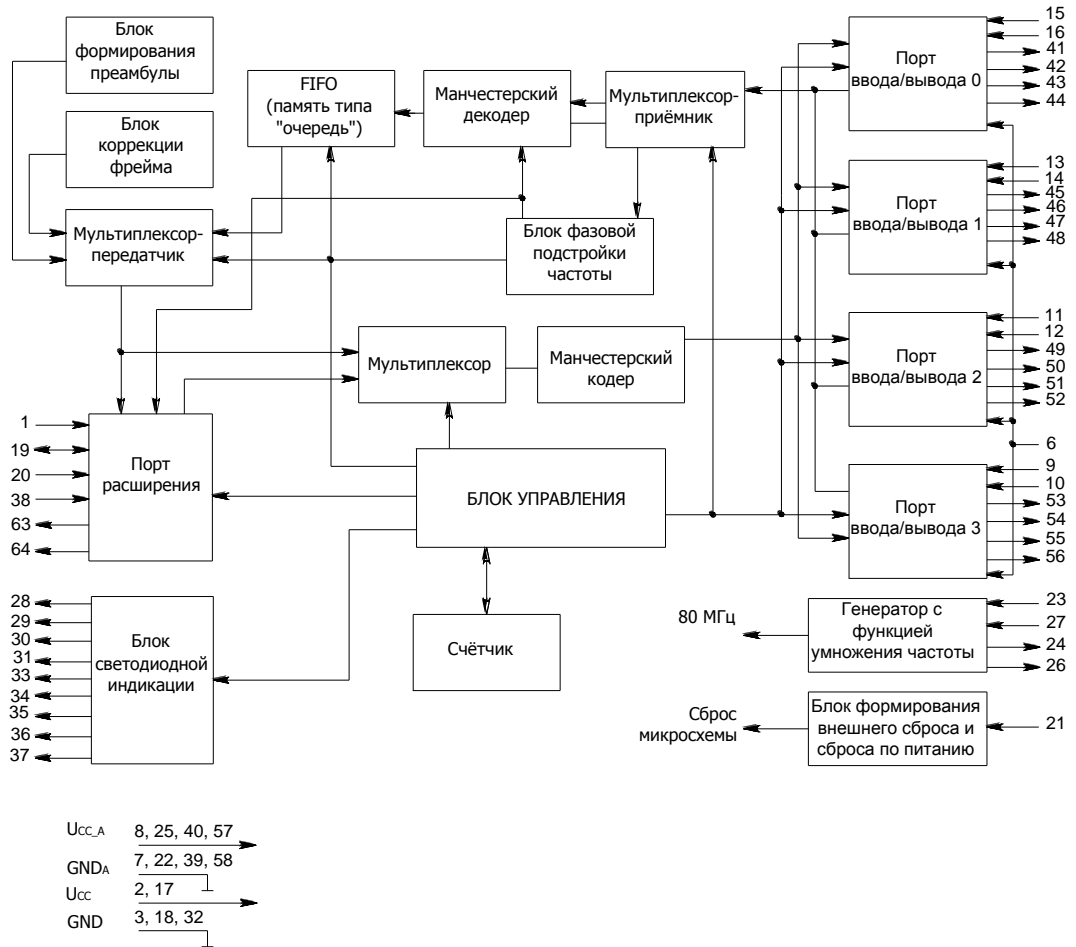 Блок
формирования
преамбулы
Блок
коррекции
фрейма
Мультиплексор-
передатчик
FIFO
(память типа
"очередь")
Манчестерский
декодер
Мультиплексор-
приёмник
Блок фазовой
подстройки
частоты
Мультиплексор
Манчестерский
кодер
Порт
ввода/вывода 0
15
16
41
42
43
44
Порт
ввода/вывода 1
13
14
45
46
47
48
Порт
ввода/вывода 2
11
12
49
50
51
52
6
Порт
ввода/вывода 3
9
10
53
54
55
56
1
19
20
38
63
64
Порт
расширения
БЛОК УПРАВЛЕНИЯ
Счётчик
28
29
30
31
33
34
35
36
37
Блок
светодиодной
индикации
80 МГц
Генератор с
функцией
умножения частоты
23
27
24
26
Сброс
микросхемы
Блок формирования
внешнего сброса и
сброса по питанию
21
UCC_A 8, 25, 40, 57
GNDA 7, 22, 39, 58
UCC 2, 17
GND 3, 18, 32